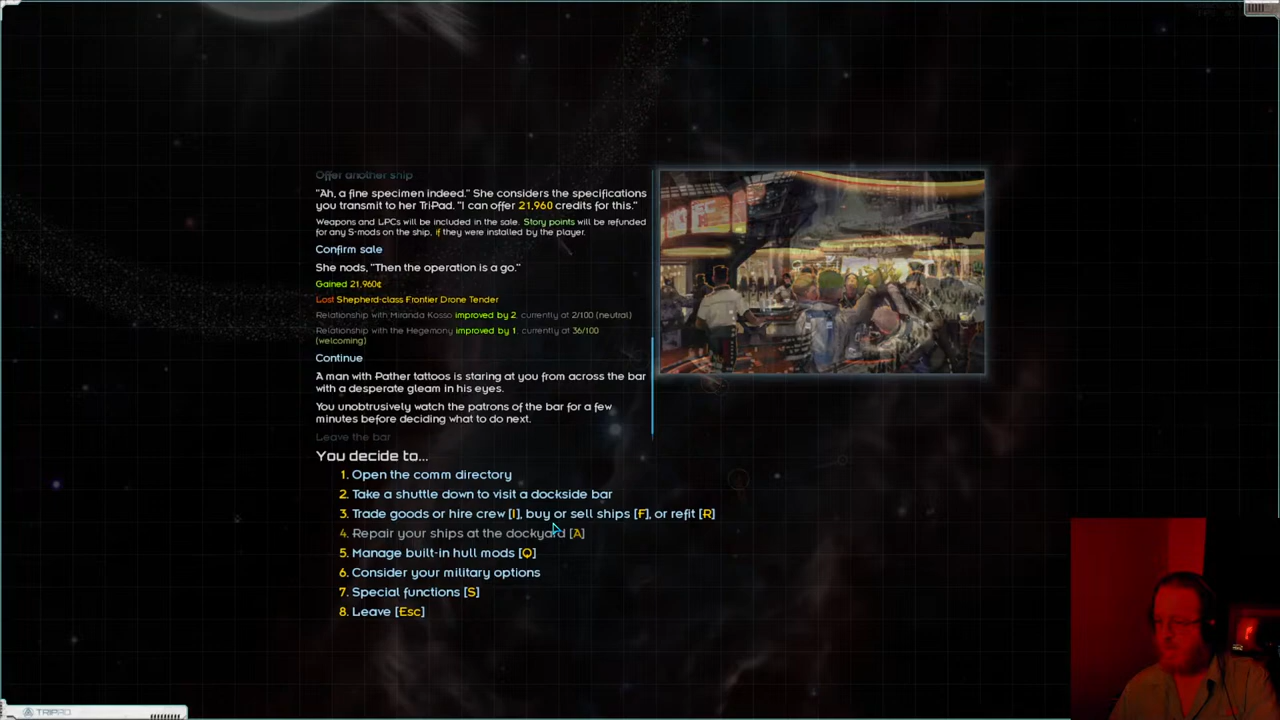 Offer another ship
"Ah, a fine specimen indeed." She considers the specifications
you transmit to her TriPad. "I can offer 21,960 credits for this."
Weapons and LPCs will be included in the sale. Story points will be refunded
for any S-mods on the ship, if they were installed by the player.
Confirm sale
She nods, "Then the operation is a go."
Gained 21,960¢
Lost Shepherd-class Frontier Drone Tender
Relationship with Miranda Kosso improved by 2, currently at 2/100 (neutral)
Relationship with the Hegemony improved by 1, currently at 36/100
(welcoming)
Continue
A man with Pather tattoos is staring at you from across the bar
with a desperate gleam in his eyes.
You unobtrusively watch the patrons of the bar for a few
minutes before deciding what to do next.
Leave the bar
You decide to...
1. Open the comm directory
2. Take a shuttle down to visit a dockside bar
3. Trade goods or hire crew [I], buy or sell ships [F], or refit [R]
4. Repair your ships at the dockyard [A]
5. Manage built-in hull mods [Q]
6. Consider your military options
7. Special functions [S]
8. Leave [Esc]
TRIPAD